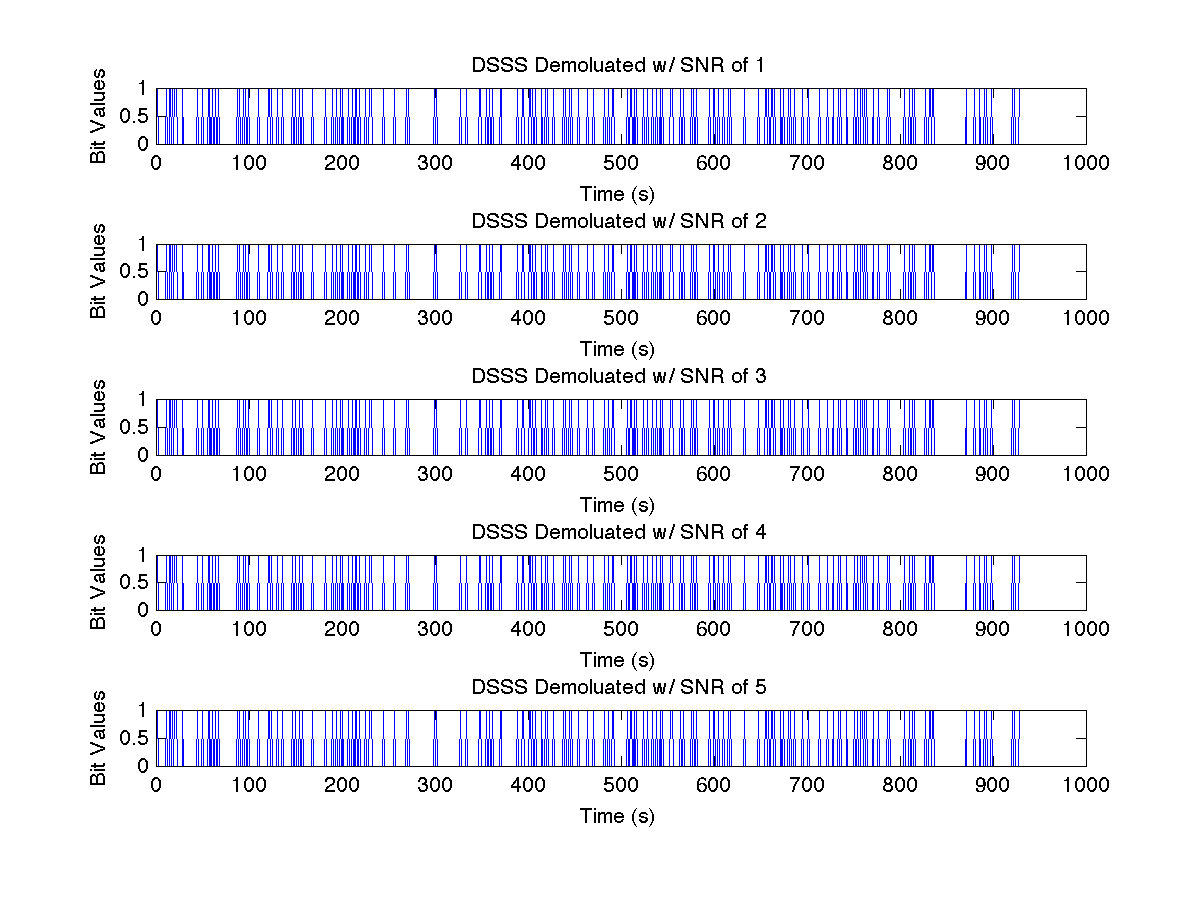 DSSS Demoluated w/ SNR of 1
Bit Values
1
0.5
0
0 100 200 300 400 500 600 700 800 900 1000
Time (s)
DSSS Demoluated w/ SNR of 2
Bit Values
1
0.5
0
0 100 200 300 400 500 600 700 800 900 1000
Time (s)
DSSS Demoluated w/ SNR of 3
Bit Values
1
0.5
0
0 100 200 300 400 500 600 700 800 900 1000
Time (s)
DSSS Demoluated w/ SNR of 4
Bit Values
1
0.5
0
0 100 200 300 400 500 600 700 800 900 1000
Time (s)
DSSS Demoluated w/ SNR of 5
Bit Values
1
0.5
0
0 100 200 300 400 500 600 700 800 900 1000
Time (s)